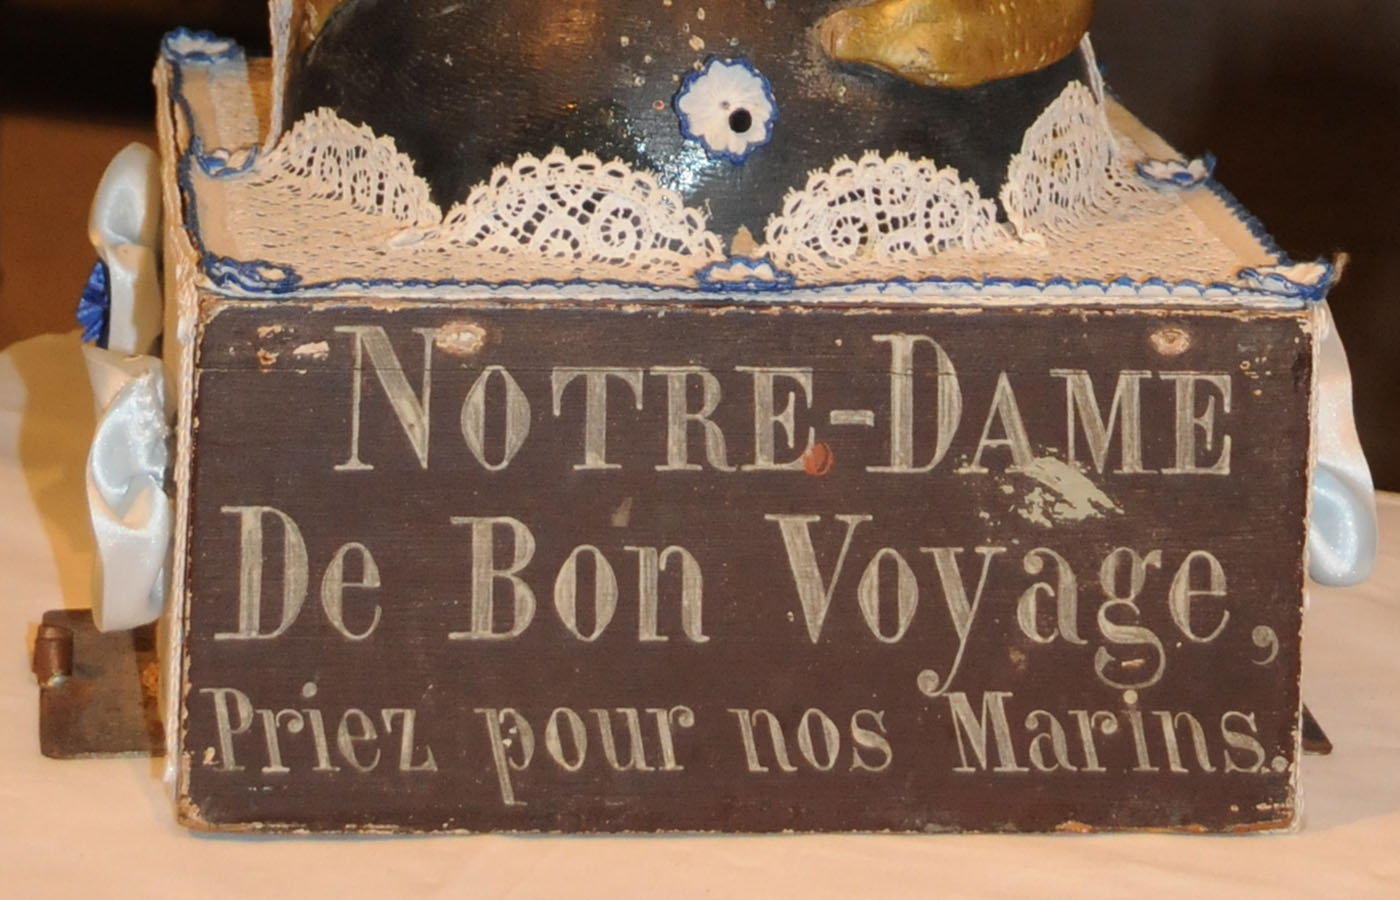 NOTRE-DAME
De Bon Voyage,
Priez pour nos Marins.